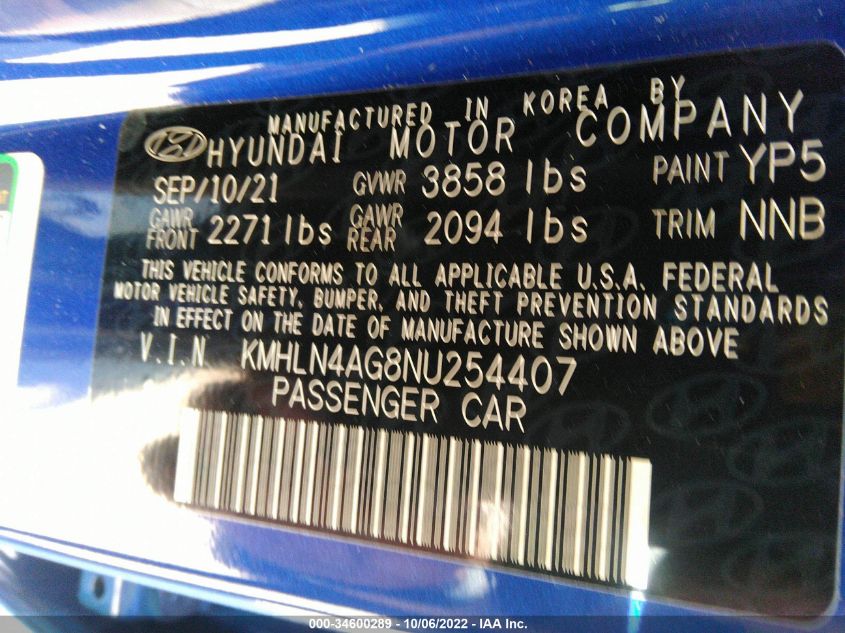 MANUFACTURED IN KOREA BY
HYUNDAI MOTOR COMPANY
SEP/10/21 GVWR 3858 lbs PAINT YP5
GAWR FRONT 2271 lbs GAWR REAR 2094 lbs TRIM NNB
THIS VEHICLE CONFORMS TO ALL APPLICABLE U.S.A. FEDERAL
MOTOR VEHICLE SAFETY, BUMPER, AND THEFT PREVENTION STANDARDS
IN EFFECT ON THE DATE OF MANUFACTURE SHOWN ABOVE
V.I.N KMHLN4AG8NU254407
PASSENGER CAR
000-34600289 - 10/06/2022 - IAA Inc.